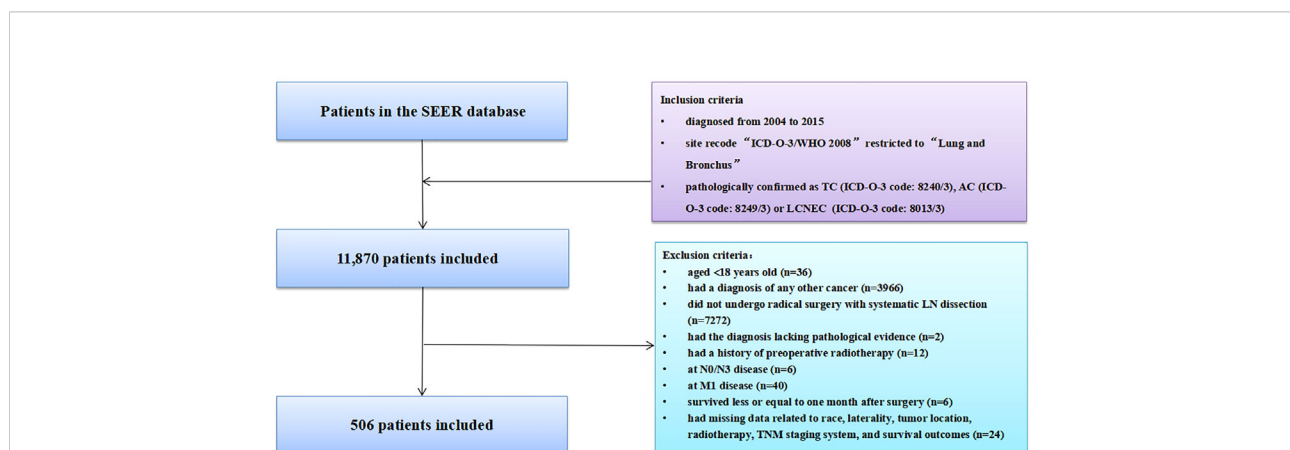 Patients in the SEER database
Inclusion criteria
• diagnosed from 2004 to 2015
• site recode “ICD-O-3/WHO 2008” restricted to “Lung and
Bronchus”
• pathologically confirmed as TC (ICD-O-3 code: 8240/3), AC (ICD-
O-3 code: 8249/3) or LCNEC (ICD-O-3 code: 8013/3)
11,870 patients included
Exclusion criteria：
• aged <18 years old (n=36)
• had a diagnosis of any other cancer (n=3966)
• did not undergo radical surgery with systematic LN dissection
(n=7272)
• had the diagnosis lacking pathological evidence (n=2)
• had a history of preoperative radiotherapy (n=12)
• at N0/N3 disease (n=6)
• at M1 disease (n=40)
• survived less or equal to one month after surgery (n=6)
• had missing data related to race, laterality, tumor location,
radiotherapy, TNM staging system, and survival outcomes (n=24)
506 patients included